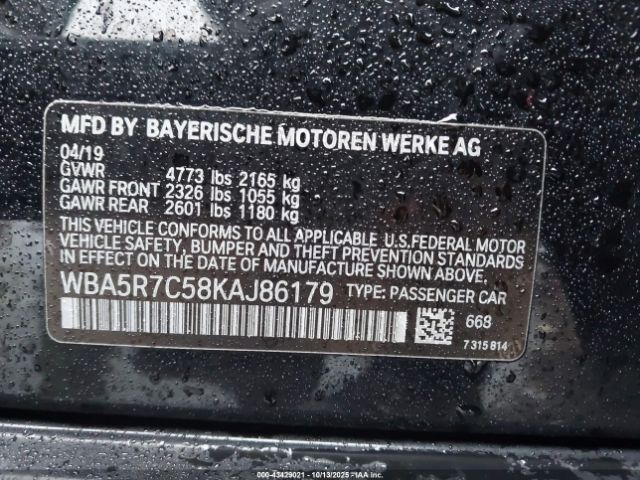 MFD BY BAYERISCHE MOTOREN WERKE AG
04/19
GVWR 4773 lbs 2165 kg
GAWR FRONT 2326 lbs 1055 kg
GAWR REAR 2601 lbs 1180 kg
THIS VEHICLE CONFORMS TO ALL APPLICABLE U.S.FEDERAL MOTOR
VEHICLE SAFETY, BUMPER AND THEFT PREVENTION STANDARDS
IN EFFECT ON THE DATE OF MANUFACTURE SHOWN ABOVE.
WBA5R7C58KAJ86179 TYPE: PASSENGER CAR
668
7 315 814
000-43429021 - 10/13/2025 - IAAI.COM